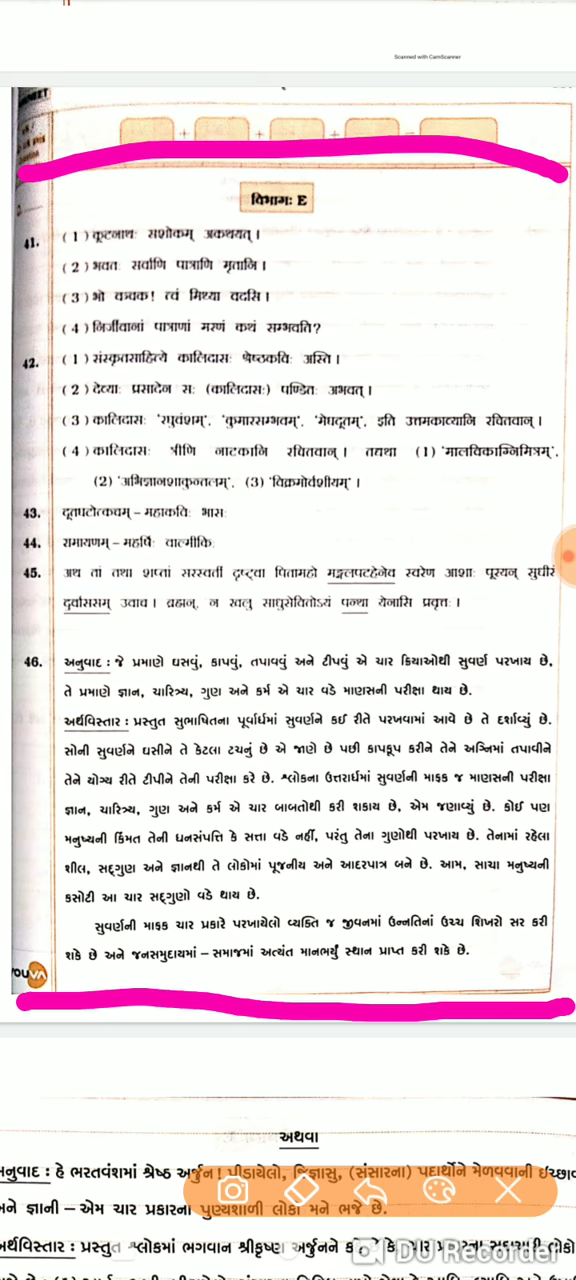 Scanned with CamScanner
विभागः E
41. (1) कूटनाथः सशोकम् अकथयत् ।
(2) भवतः सर्वाणि पात्राणि मृतानि ।
(3) भो वञ्चक! त्वं मिथ्या वदसि ।
(4) निर्जीवानां पात्राणां मरणं कथं सम्भवति?
42. (1) संस्कृतसाहित्ये कालिदासः श्रेष्ठकविः अस्ति ।
(2) देव्याः प्रसादेन सः (कालिदासः) पण्डितः अभवत् ।
(3) कालिदासः 'रघुवंशम्', 'कुमारसम्भवम्', 'मेघदूतम्', इति उत्तमकाव्यानि रचितवान् ।
(4) कालिदासः त्रीणि नाटकानि रचितवान् । तद्यथा (1) 'मालविकाग्निमित्रम्',
(2) 'अभिज्ञानशाकुन्तलम्', (3) 'विक्रमोर्वशीयम्' ।
43. दूतघटोत्कचम् – महाकविः भासः
44. रामायणम् – महर्षिः वाल्मीकिः
45. अथ तां तथा शप्तां सरस्वतीं दृष्ट्वा पितामहो मङ्गलपटहेनेव स्वरेण आशाः पूरयन् सुधीरं
दुर्वाससम् उवाच । ब्रह्मन्, न खलु साधुसेवितोऽयं पन्था येनासि प्रवृत्तः ।
46. અનુવાદ : જે પ્રમાણે ઘસવું, કાપવું, તપાવવું અને ટીપવું એ ચાર ક્રિયાઓથી સુવર્ણ પરખાય છે,
તે પ્રમાણે જ્ઞાન, ચારિત્ર્ય, ગુણ અને કર્મ એ ચાર વડે માણસની પરીક્ષા થાય છે.
અર્થવિસ્તાર : પ્રસ્તુત સુભાષિતના પૂર્વાર્ધમાં સુવર્ણને કઈ રીતે પરખવામાં આવે છે તે દર્શાવ્યું છે.
સોની સુવર્ણને ઘસીને તે કેટલા ટચનું છે એ જાણે છે પછી કાપકૂપ કરીને તેને અગ્નિમાં તપાવીને
તેને યોગ્ય રીતે ટીપીને તેની પરીક્ષા કરે છે. શ્લોકના ઉત્તરાર્ધમાં સુવર્ણની માફક જ માણસની પરીક્ષા
જ્ઞાન, ચારિત્ર્ય, ગુણ અને કર્મ એ ચાર બાબતોથી કરી શકાય છે, એમ જણાવ્યું છે. કોઈ પણ
મનુષ્યની કિંમત તેની ધનસંપત્તિ કે સત્તા વડે નહીં, પરંતુ તેના ગુણોથી પરખાય છે. તેનામાં રહેલા
શીલ, સદ્ગુણ અને જ્ઞાનથી તે લોકોમાં પૂજનીય અને આદરપાત્ર બને છે. આમ, સાચા મનુષ્યની
કસોટી આ ચાર સદ્ગુણો વડે થાય છે.
સુવર્ણની માફક ચાર પ્રકારે પરખાયેલો વ્યક્તિ જ જીવનમાં ઉન્નતિનાં ઉચ્ચ શિખરો સર કરી
શકે છે અને જનસમુદાયમાં – સમાજમાં અત્યંત માનભર્યું સ્થાન પ્રાપ્ત કરી શકે છે.
અથવા
: હે ભરતવંશમાં શ્રેષ્ઠ અર્જુન! પીડાયેલો, જિજ્ઞાસુ, (સંસારના) પદાર્થોને મેળવવાની
અને જ્ઞાની – એમ ચાર પ્રકારના પુણ્યશાળી લોકો મને ભજે છે.
: પ્રસ્તુત શ્લોકમાં ભગવાન શ્રીકૃષ્ણ અર્જુનને
DU Recorder